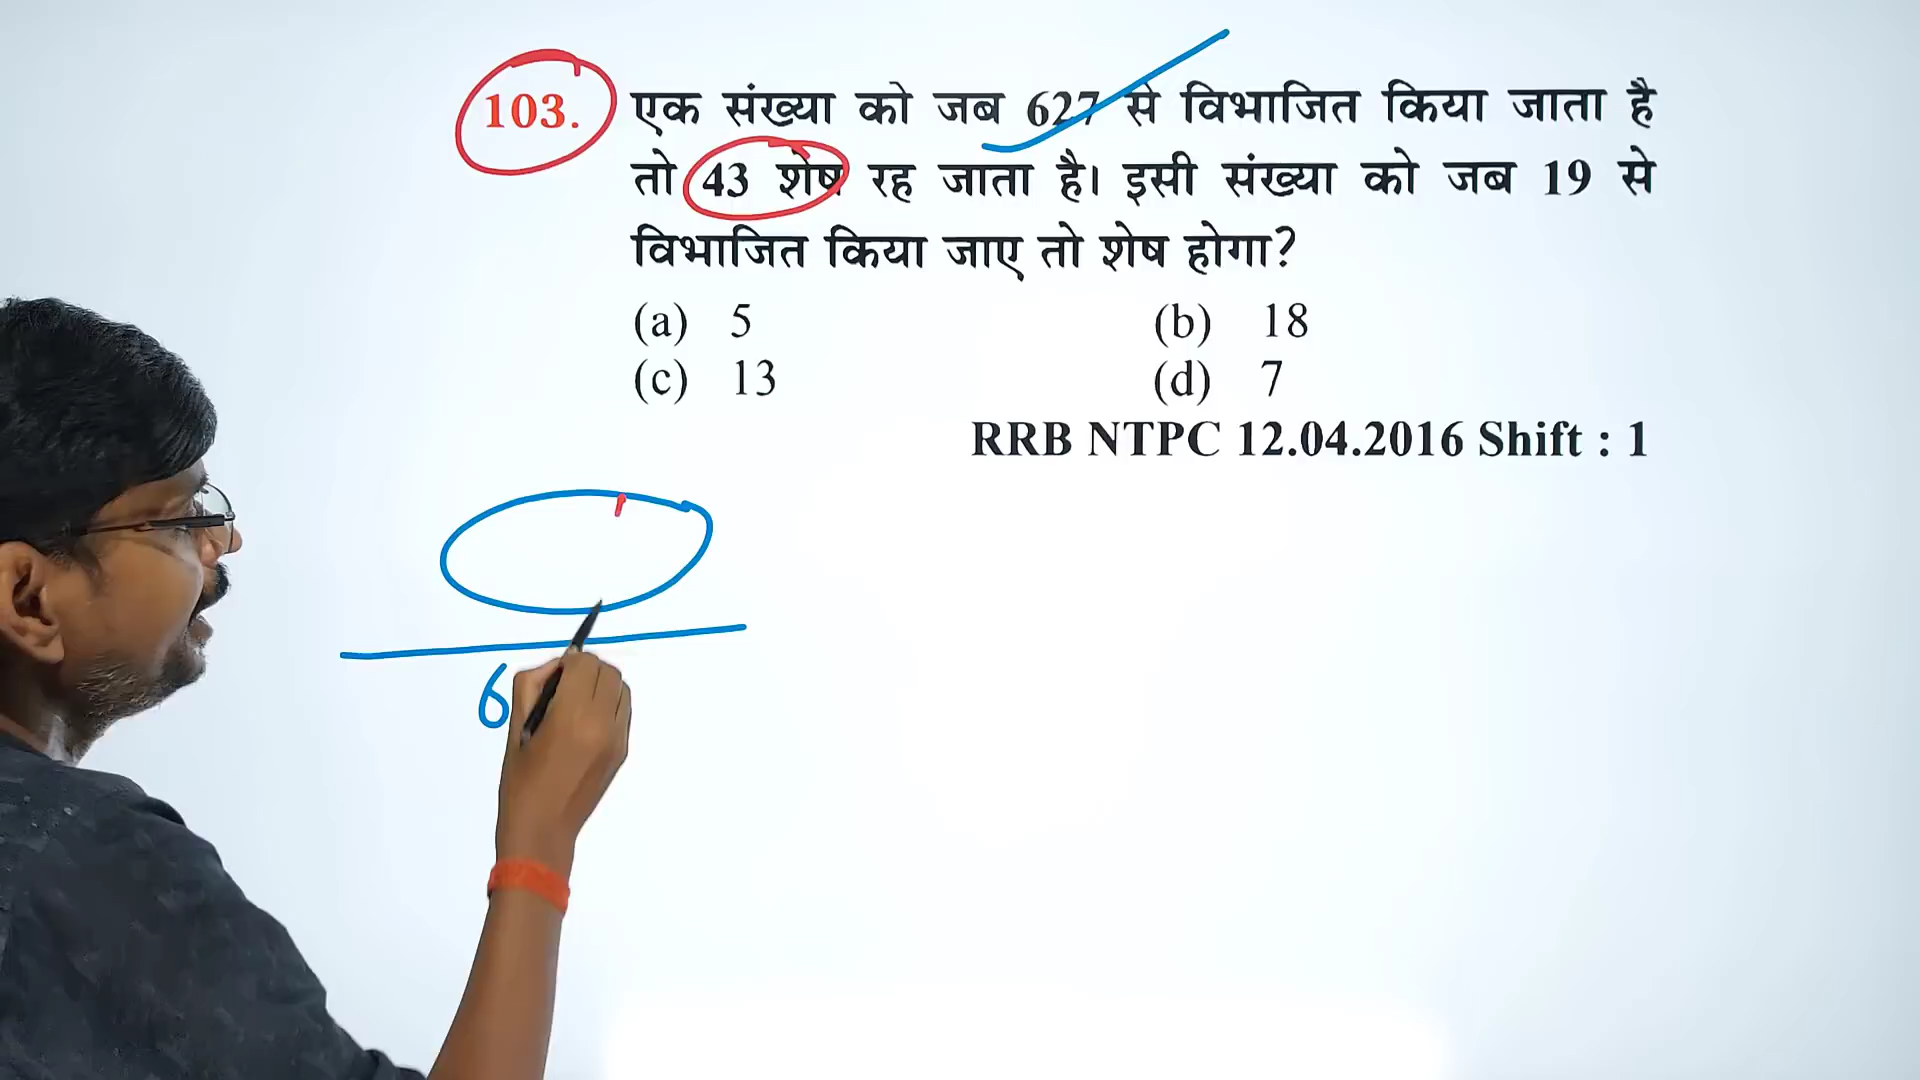 103. एक संख्या को जब 627 से विभाजित किया जाता है
तो 43 शेष रह जाता है। इसी संख्या को जब 19 से
विभाजित किया जाए तो शेष होगा?
(a) 5 (b) 18
(c) 13 (d) 7
RRB NTPC 12.04.2016 Shift : 1
6